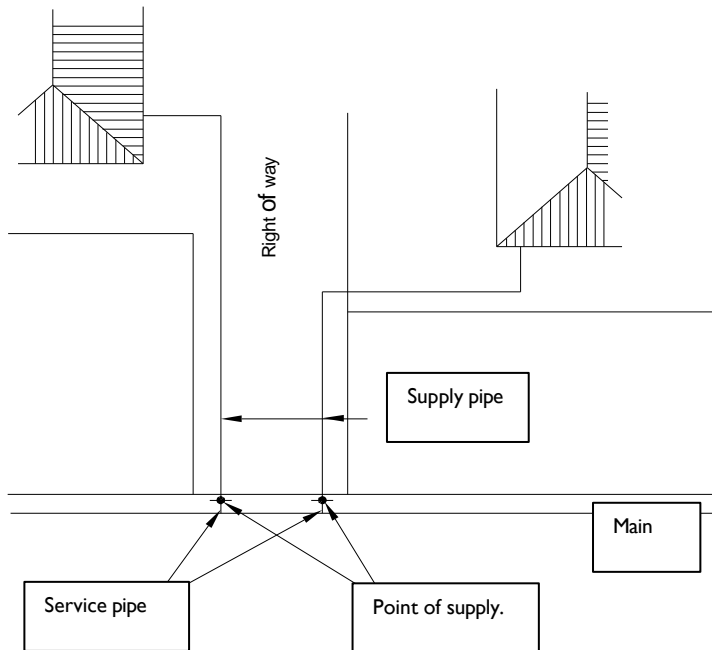 Right of way
Supply pipe
Main
Service pipe
Point of supply.